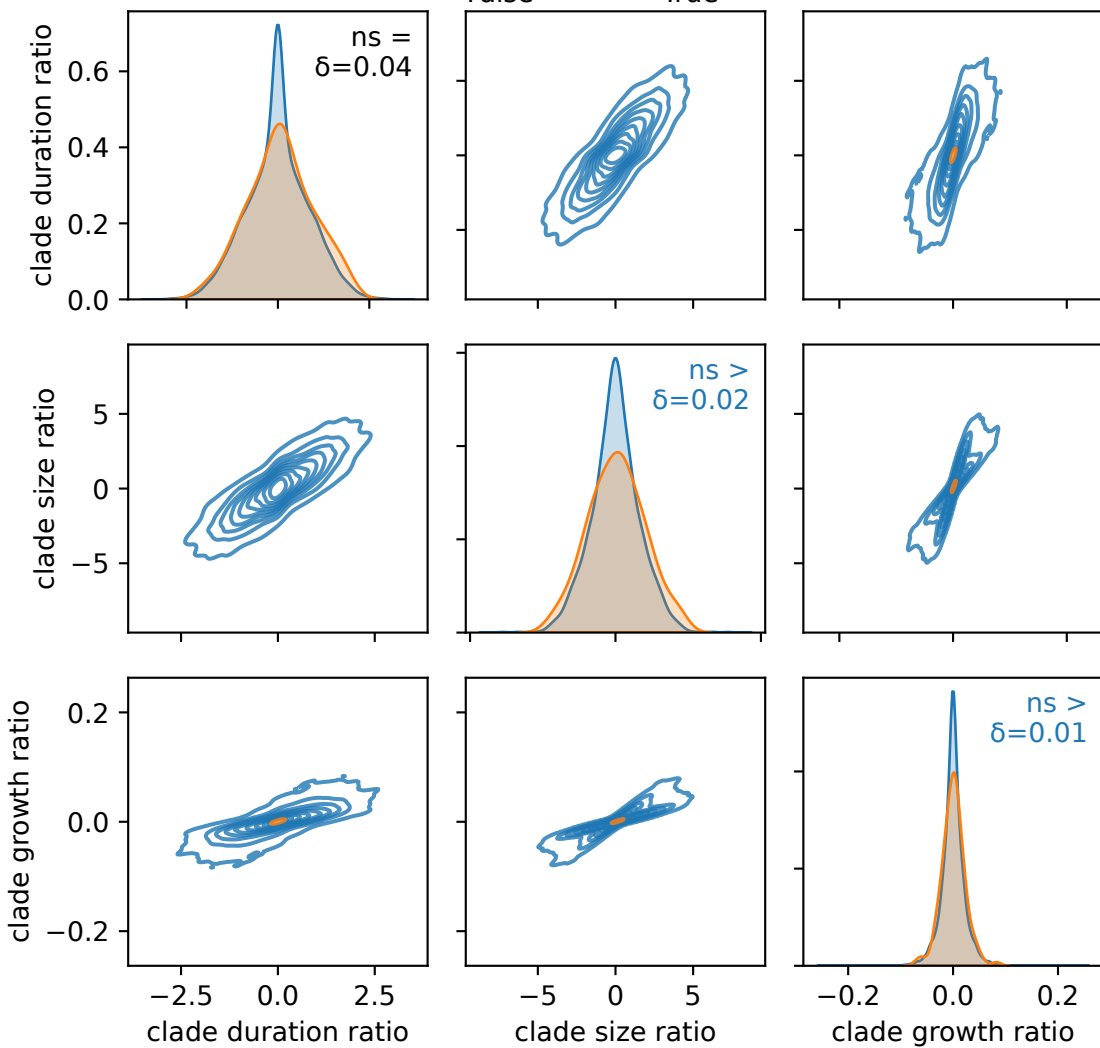 clade duration ratio
0.6
0.4
0.2
0.0
ns =
δ=0.04
clade size ratio
5
0
−5
ns >
δ=0.02
clade growth ratio
0.2
0.0
−0.2
ns >
δ=0.01
−2.5 0.0 2.5
−5 0 5
−0.2 0.0 0.2
clade duration ratio
clade size ratio
clade growth ratio